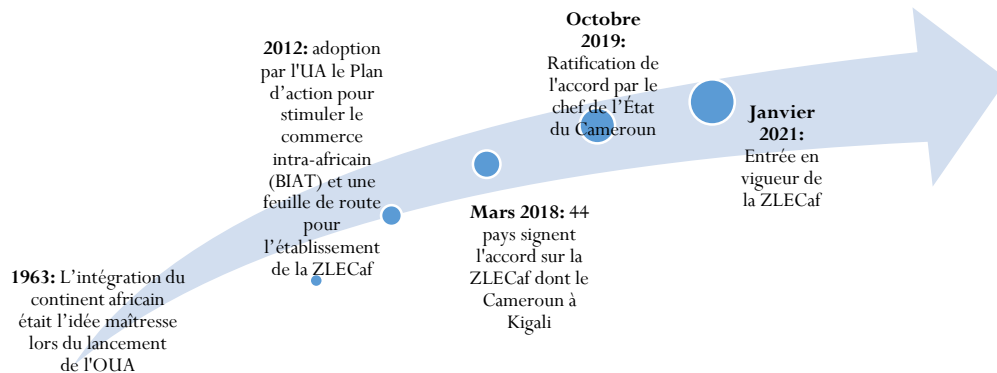 1963: L’intégration du
continent africain
était l’idée maîtresse
lors du lancement
de l'OUA
2012: adoption
par l'UA le Plan
d’action pour
stimuler le
commerce
intra-africain
(BIAT) et une
feuille de route
pour
l’établissement
de la ZLECaf
Mars 2018: 44
pays signent
l'accord sur la
ZLECaf dont le
Cameroun à
Kigali
Octobre
2019:
Ratification de
l'accord par le
chef de l’État
du Cameroun
Janvier
2021:
Entrée en
vigueur de
la ZLECaf